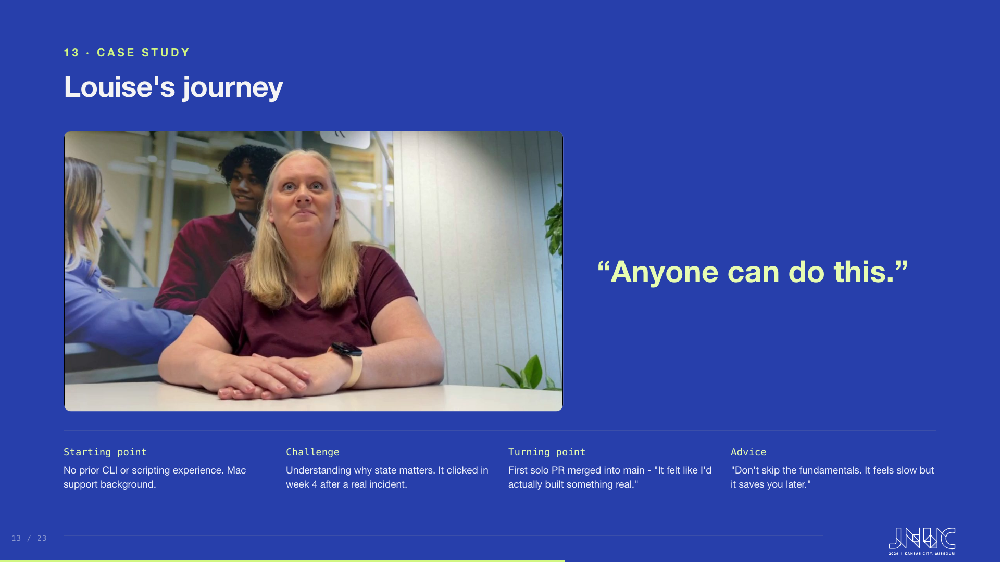 13 · CASE STUDY
Louise's journey
“Anyone can do this.”
Starting point
No prior CLI or scripting experience. Mac
support background.
Challenge
Understanding why state matters. It clicked in
week 4 after a real incident.
Turning point
First solo PR merged into main - "It felt like I'd
actually built something real."
Advice
"Don't skip the fundamentals. It feels slow but
it saves you later."
13 / 23
JNUC
2026 | KANSAS CITY, MISSOURI